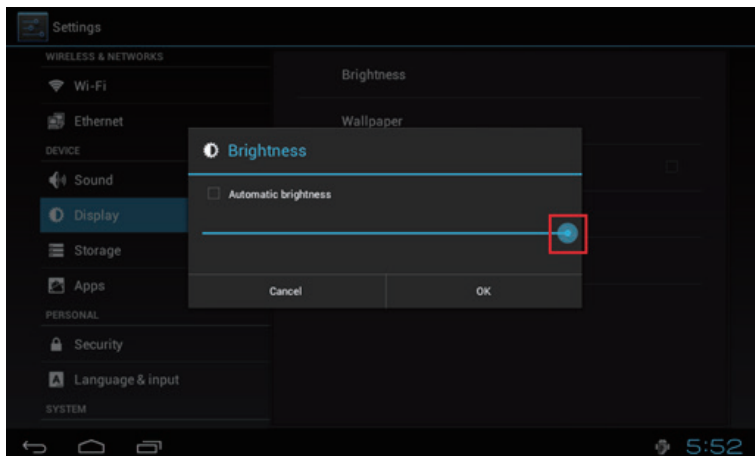 Settings
WIRELESS & NETWORKS
Wi-Fi
Ethernet
DEVICE
Sound
Display
Storage
Apps
PERSONAL
Security
Language & input
SYSTEM
Brightness
Wallpaper
Brightness
Automatic brightness
Cancel
OK
5:52